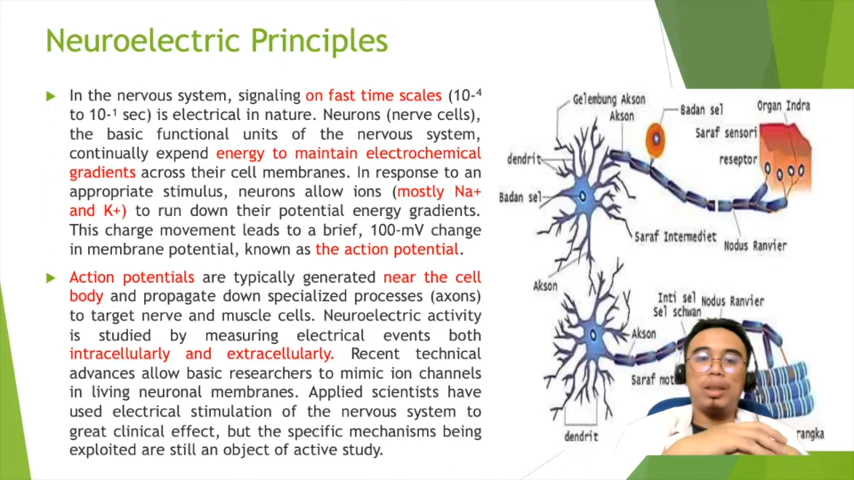 Neuroelectric Principles
In the nervous system, signaling on fast time scales (10-⁴
to 10-¹ sec) is electrical in nature. Neurons (nerve cells),
the basic functional units of the nervous system,
continually expend energy to maintain electrochemical
gradients across their cell membranes. In response to an
appropriate stimulus, neurons allow ions (mostly Na+
and K+) to run down their potential energy gradients.
This charge movement leads to a brief, 100-mV change
in membrane potential, known as the action potential.
Action potentials are typically generated near the cell
body and propagate down specialized processes (axons)
to target nerve and muscle cells. Neuroelectric activity
is studied by measuring electrical events both
intracellularly and extracellularly. Recent technical
advances allow basic researchers to mimic ion channels
in living neuronal membranes. Applied scientists have
used electrical stimulation of the nervous system to
great clinical effect, but the specific mechanisms being
exploited are still an object of active study.
Gelembung Akson
Akson
Badan sel
Organ Indra
Saraf sensori
reseptor
dendrit
Badan sel
Saraf Intermediet
Nodus Ranvier
Akson
Inti sel
Nodus Ranvier
Sel schwan
Akson
Saraf mot
rangka
dendrit